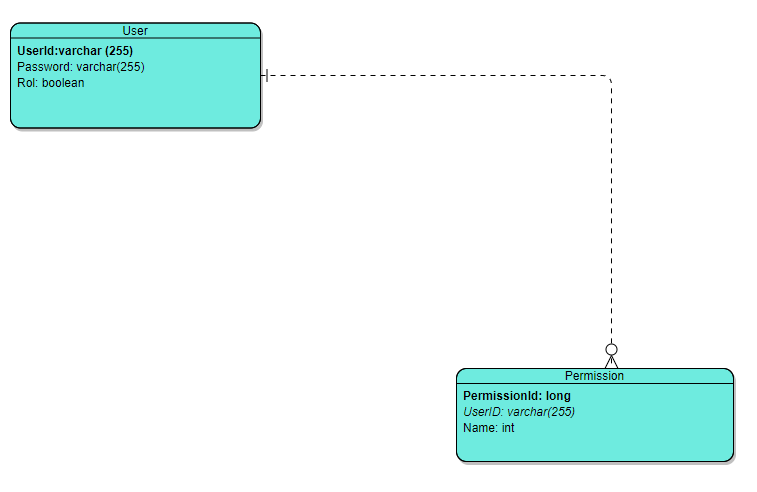 User
UserId:varchar (255)
Password: varchar(255)
Rol: boolean
Permission
PermissionId: long
UserID: varchar(255)
Name: int